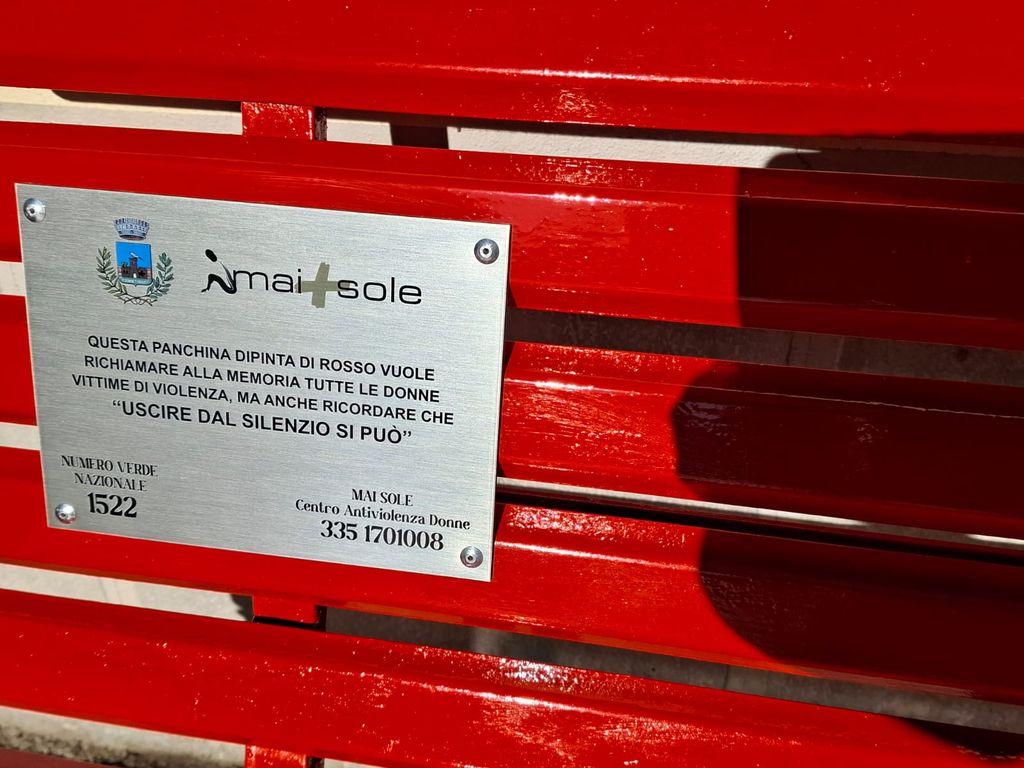 mai+sole
QUESTA PANCHINA DIPINTA DI ROSSO VUOLE
RICHIAMARE ALLA MEMORIA TUTTE LE DONNE
VITTIME DI VIOLENZA, MA ANCHE RICORDARE CHE
“USCIRE DAL SILENZIO SI PUÒ”
NUMERO VERDE
NAZIONALE
1522
MAI SOLE
Centro Antiviolenza Donne
335 1701008